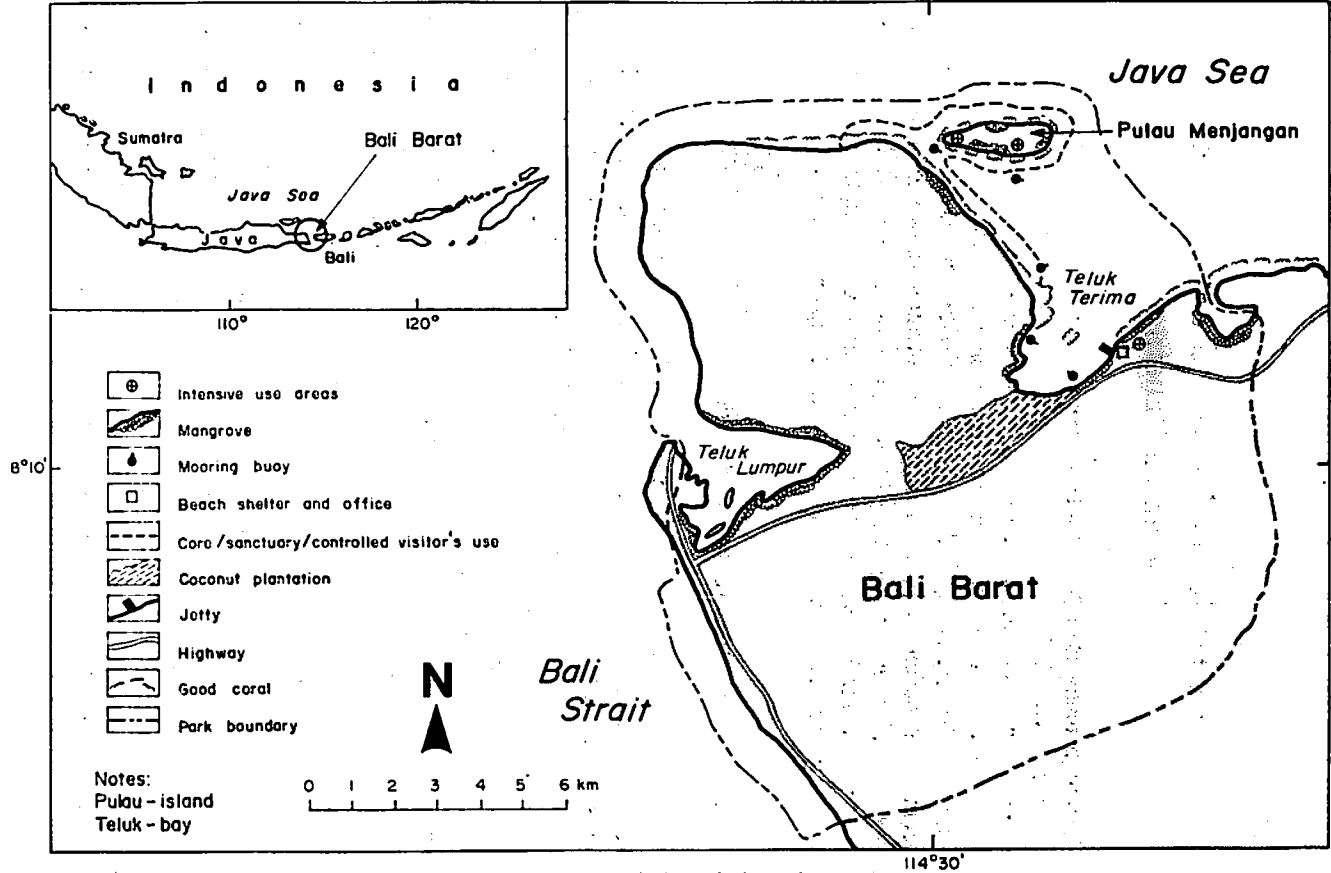 Indonesia
Sumatra
Bali Barat
Java Sea
Java
Bali
110°
120°
Java Sea
Pulau Menjangan
Teluk
Terima
Teluk
Lumpur
8°10'
Bali Barat
Bali
Strait
114°30'
Intensive use areas
Mangrove
Mooring buoy
Beach shelter and office
Core/sanctuary/controlled visitor's use
Coconut plantation
Jetty
Highway
Good coral
Park boundary
N
Notes:
Pulau - island
Teluk - bay
0 1 2 3 4 5 6 km